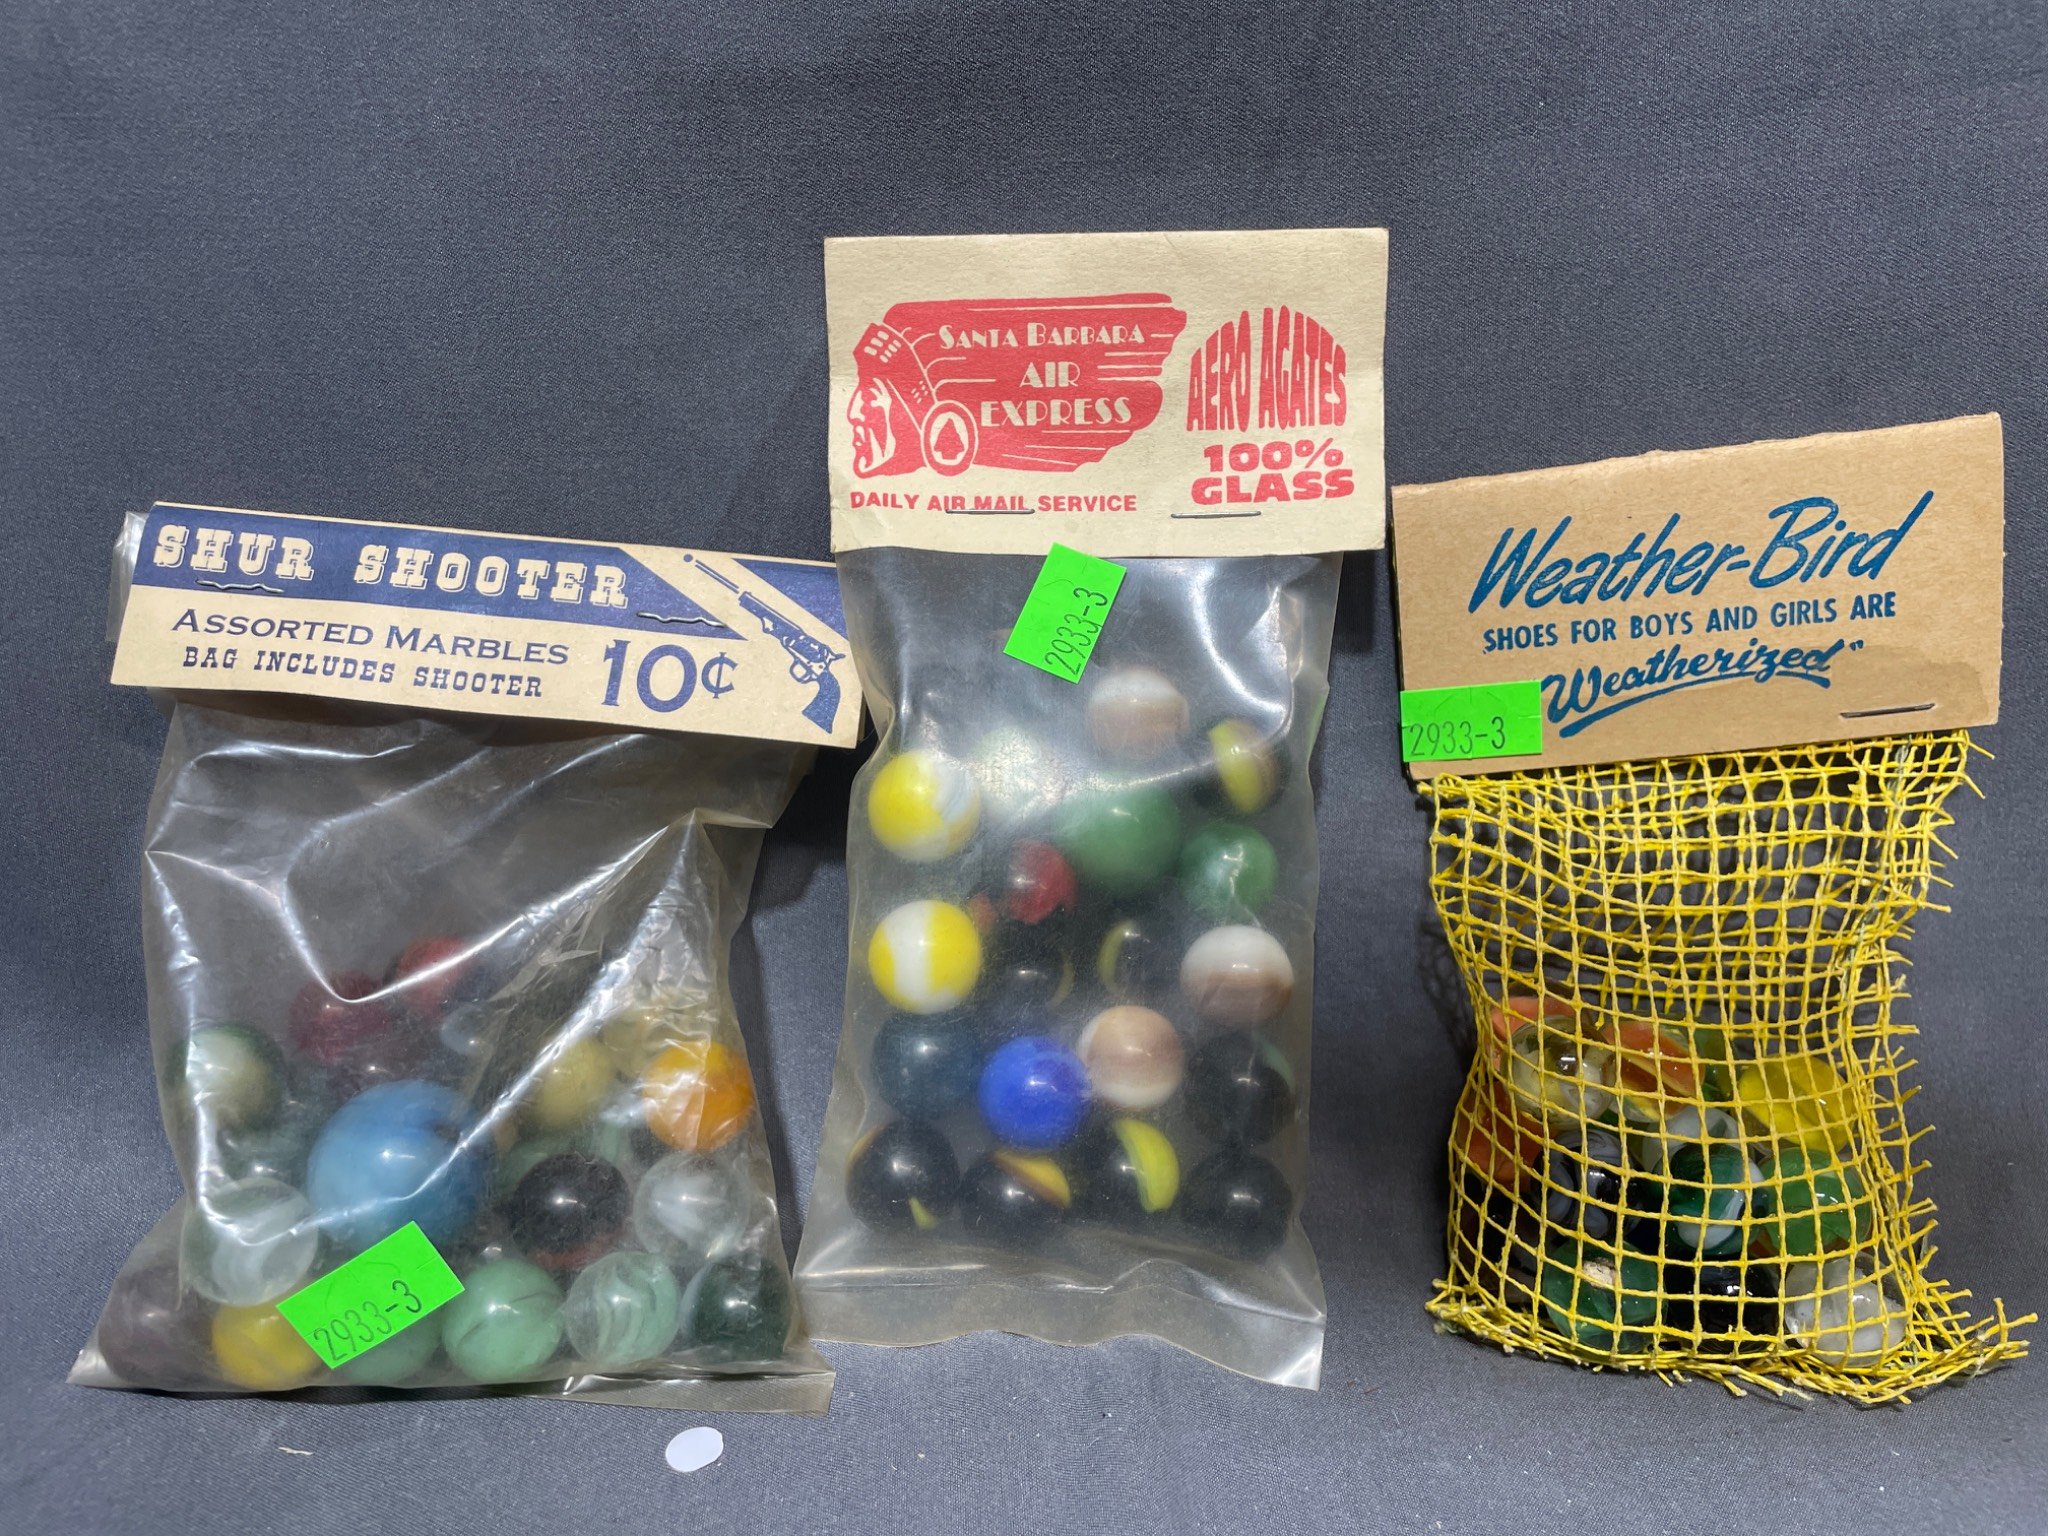 SHUR SHOOTER
ASSORTED MARBLES
BAG INCLUDES SHOOTER
10¢
2933-3
SANTA BARBARA
AIR
EXPRESS
DAILY AIR MAIL SERVICE
AERO AGATES
100%
GLASS
2933-3
Weather-Bird
SHOES FOR BOYS AND GIRLS ARE
Weatherized"
2933-3